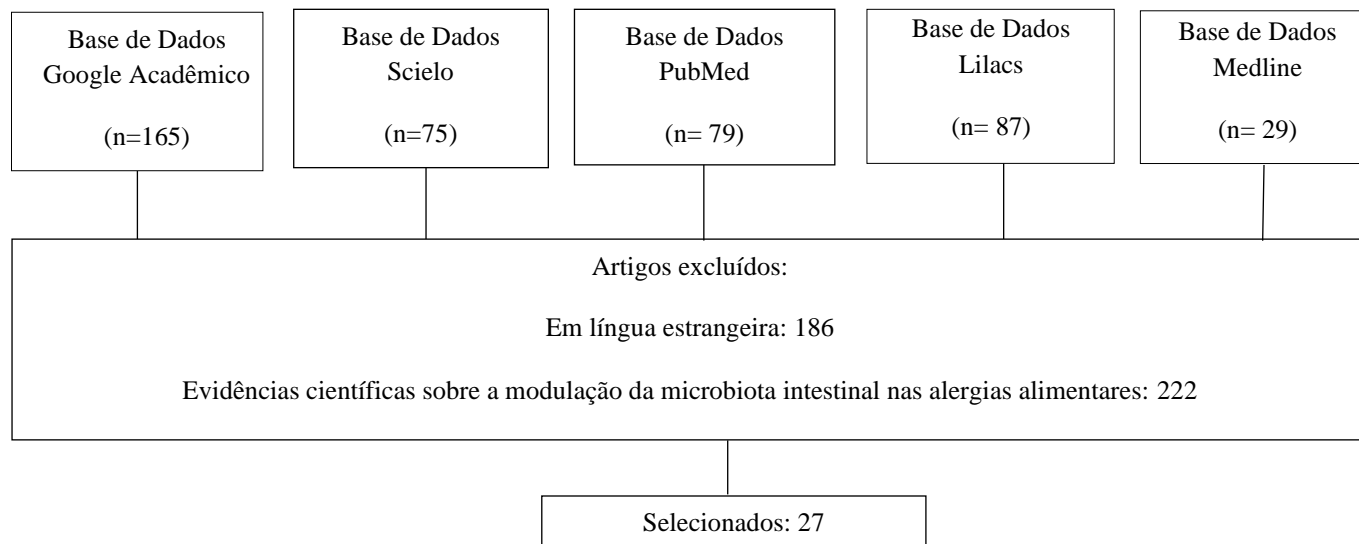 Base de Dados
Google Acadêmico
(n=165)
Base de Dados
Scielo
(n=75)
Base de Dados
PubMed
(n= 79)
Base de Dados
Lilacs
(n= 87)
Base de Dados
Medline
(n= 29)
Artigos excluídos:
Em língua estrangeira: 186
Evidências científicas sobre a modulação da microbiota intestinal nas alergias alimentares: 222
Selecionados: 27